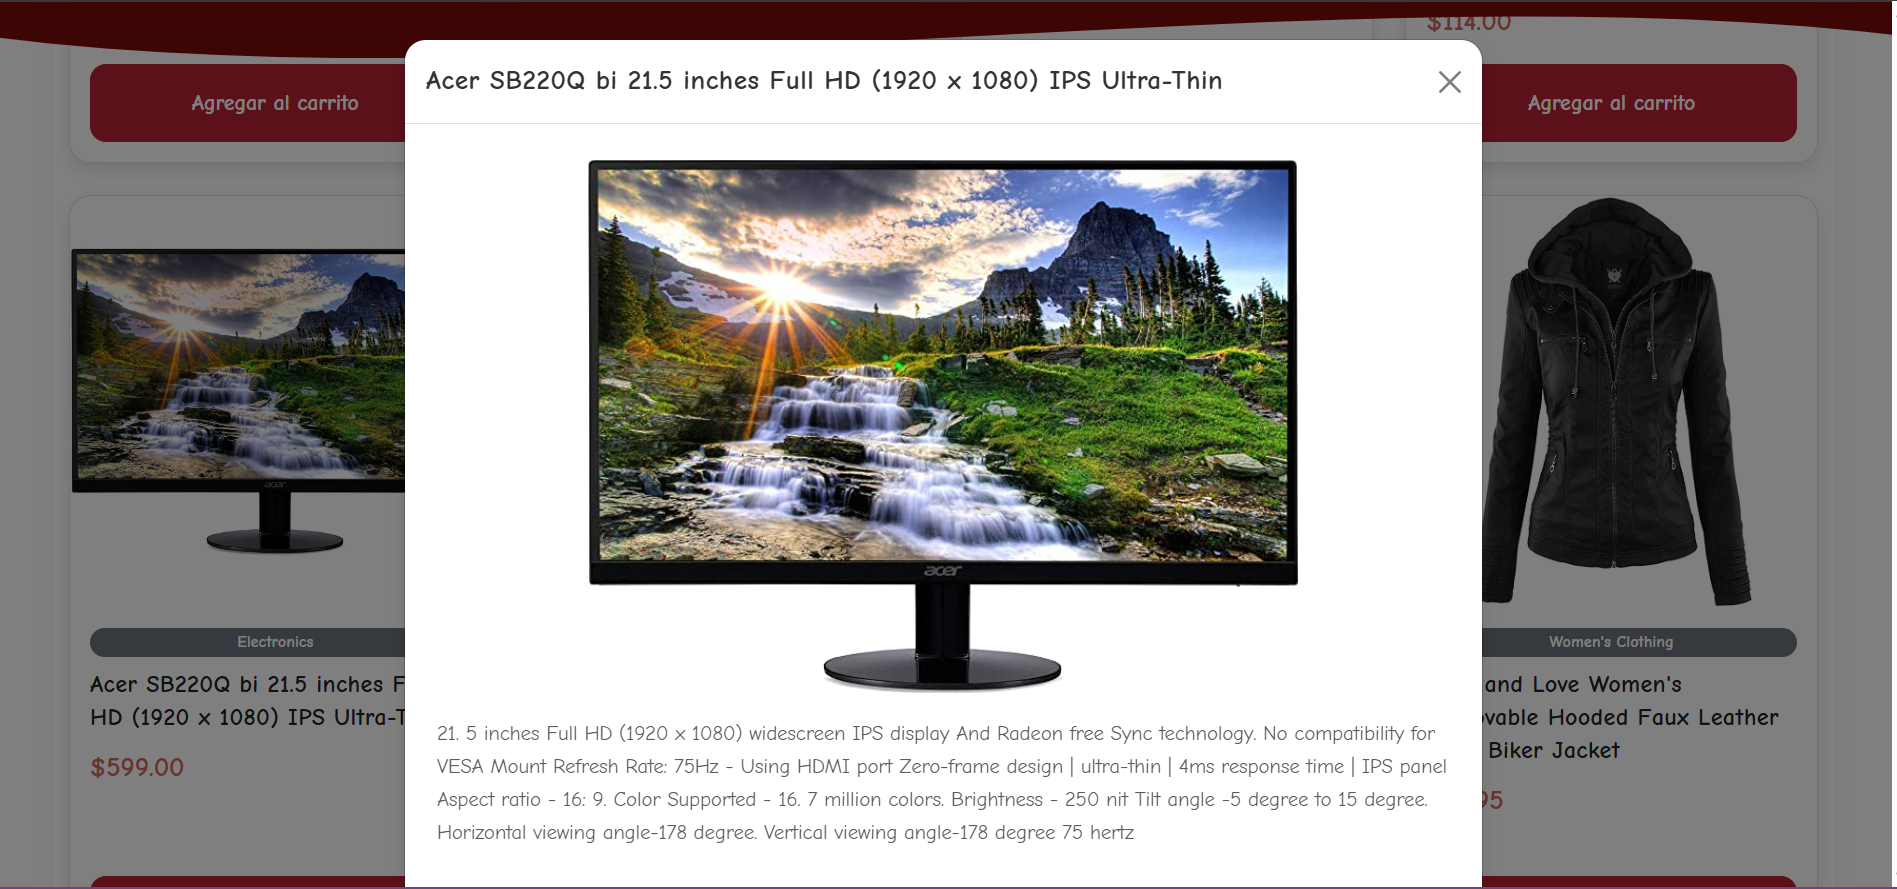 $114.00
Agregar al carrito
Agregar al carrito
Acer SB220Q bi 21.5 inches Full HD (1920 x 1080) IPS Ultra-Thin
acer
21. 5 inches Full HD (1920 x 1080) widescreen IPS display And Radeon free Sync technology. No compatibility for
VESA Mount Refresh Rate: 75Hz - Using HDMI port Zero-frame design | ultra-thin | 4ms response time | IPS panel
Aspect ratio - 16: 9. Color Supported - 16. 7 million colors. Brightness - 250 nit Tilt angle -5 degree to 15 degree.
Horizontal viewing angle-178 degree. Vertical viewing angle-178 degree 75 hertz
acer
Electronics
Acer SB220Q bi 21.5 inches F
HD (1920 x 1080) IPS Ultra-T
$599.00
Women's Clothing
and Love Women's
ovable Hooded Faux Leather
Biker Jacket
95